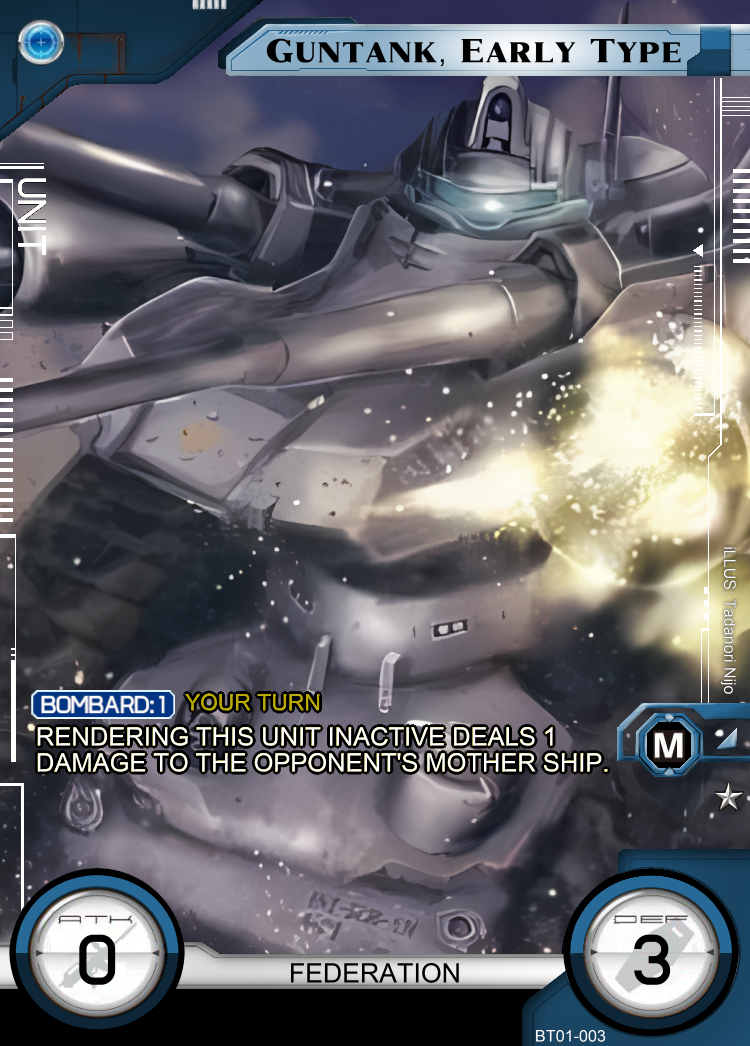 GUNTANK, EARLY TYPE
UNIT
iLLUS. Tadanori Nijo
BOMBARD:1 YOUR TURN
RENDERING THIS UNIT INACTIVE DEALS 1
DAMAGE TO THE OPPONENT'S MOTHER SHIP.
M
ATK
0
DEF
3
FEDERATION
BT01-003